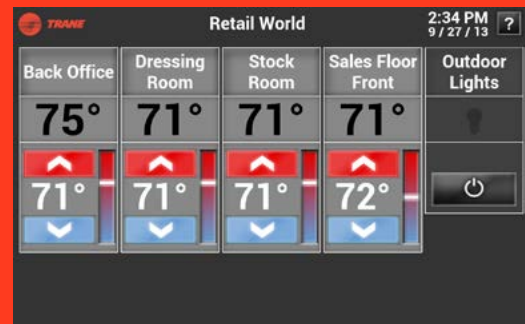 TRANE
Retail World
2:34 PM
9 / 27 / 13
?
Back Office
Dressing
Room
Stock
Room
Sales Floor
Front
Outdoor
Lights
75°
71°
71°
71°
71°
71°
71°
72°